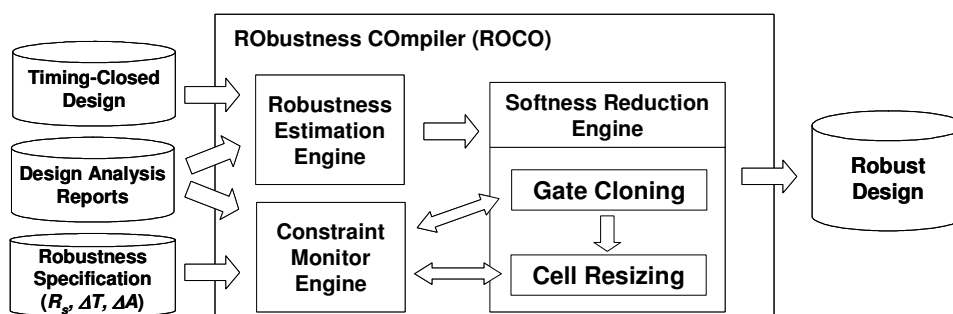 RObustness COmpiler (ROCO)
Timing-Closed
Design
Design Analysis
Reports
Robustness
Specification
(Rs, ΔT, ΔA)
Robustness
Estimation
Engine
Constraint
Monitor
Engine
Softness Reduction
Engine
Gate Cloning
Cell Resizing
Robust
Design